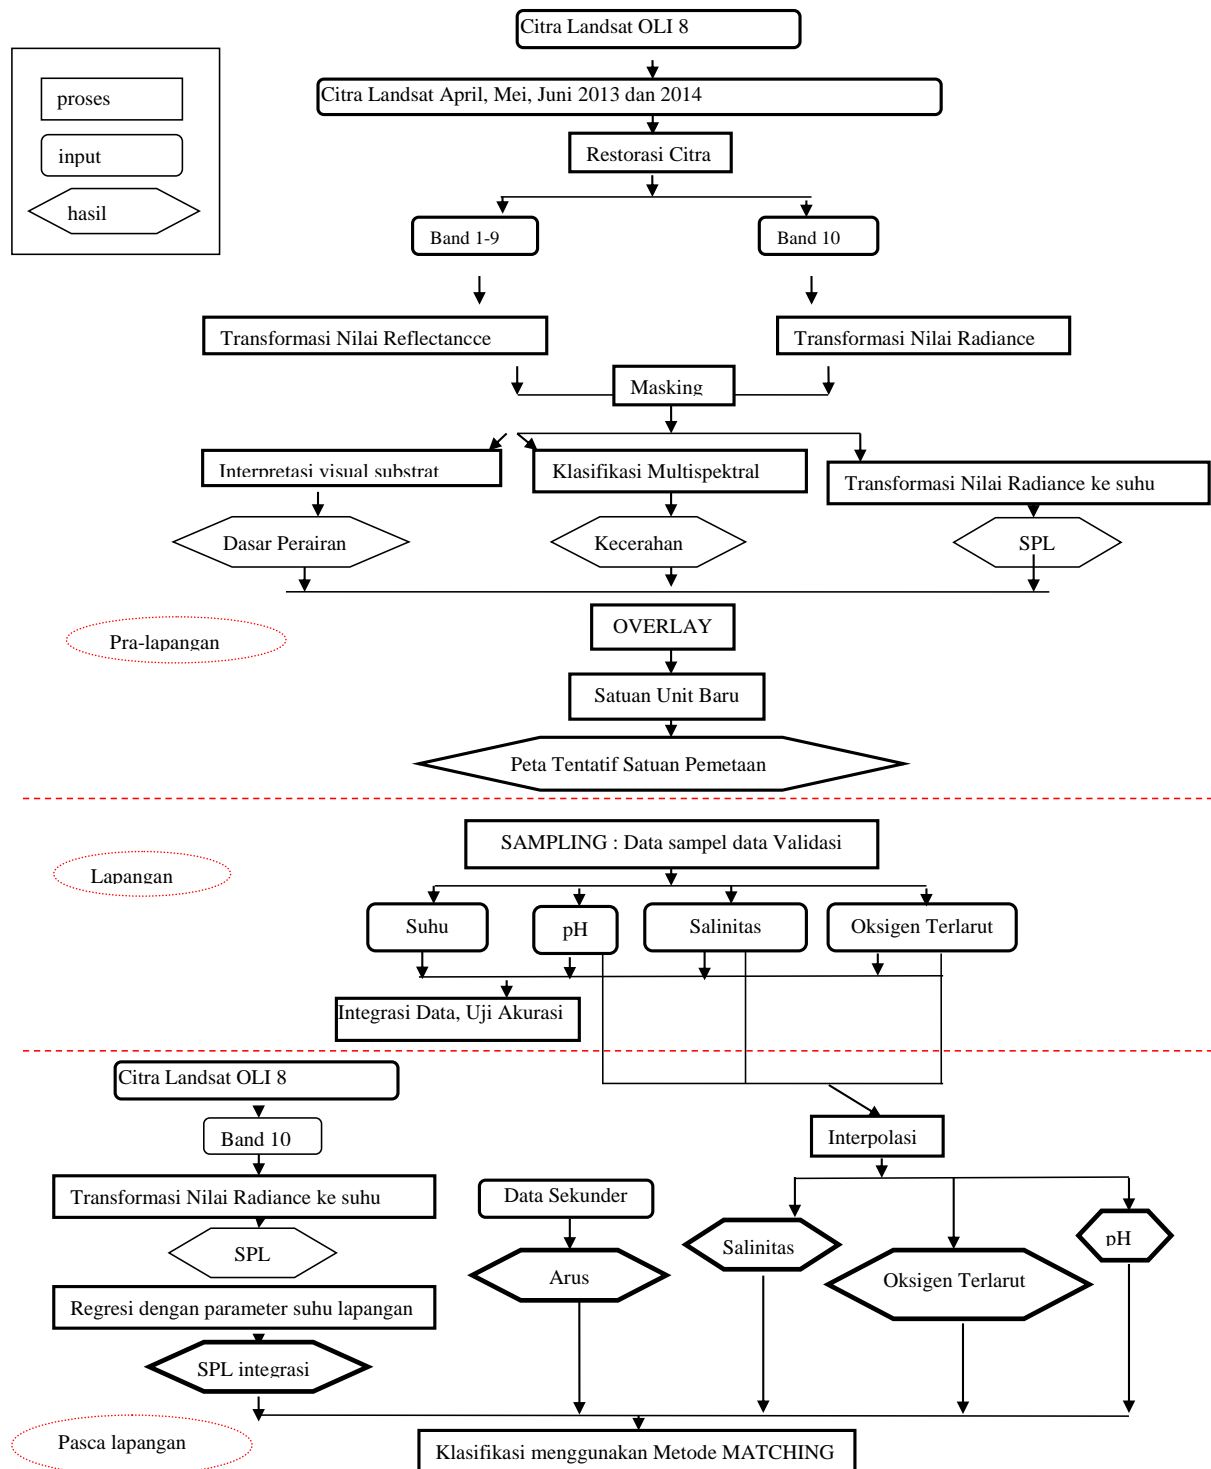 Citra Landsat OLI 8
proses
input
hasil
Citra Landsat April, Mei, Juni 2013 dan 2014
Restorasi Citra
Band 1-9
Band 10
Transformasi Nilai Reflectancce
Transformasi Nilai Radiance
Masking
Interpretasi visual substrat
Klasifikasi Multispektral
Transformasi Nilai Radiance ke suhu
Dasar Perairan
Kecerahan
SPL
OVERLAY
Pra-lapangan
Satuan Unit Baru
Peta Tentatif Satuan Pemetaan
SAMPLING : Data sampel data Validasi
Lapangan
Suhu
pH
Salinitas
Oksigen Terlarut
Integrasi Data, Uji Akurasi
Citra Landsat OLI 8
Band 10
Interpolasi
Transformasi Nilai Radiance ke suhu
Data Sekunder
SPL
Arus
Salinitas
Oksigen Terlarut
pH
Regresi dengan parameter suhu lapangan
SPL integrasi
Pasca lapangan
Klasifikasi menggunakan Metode MATCHING